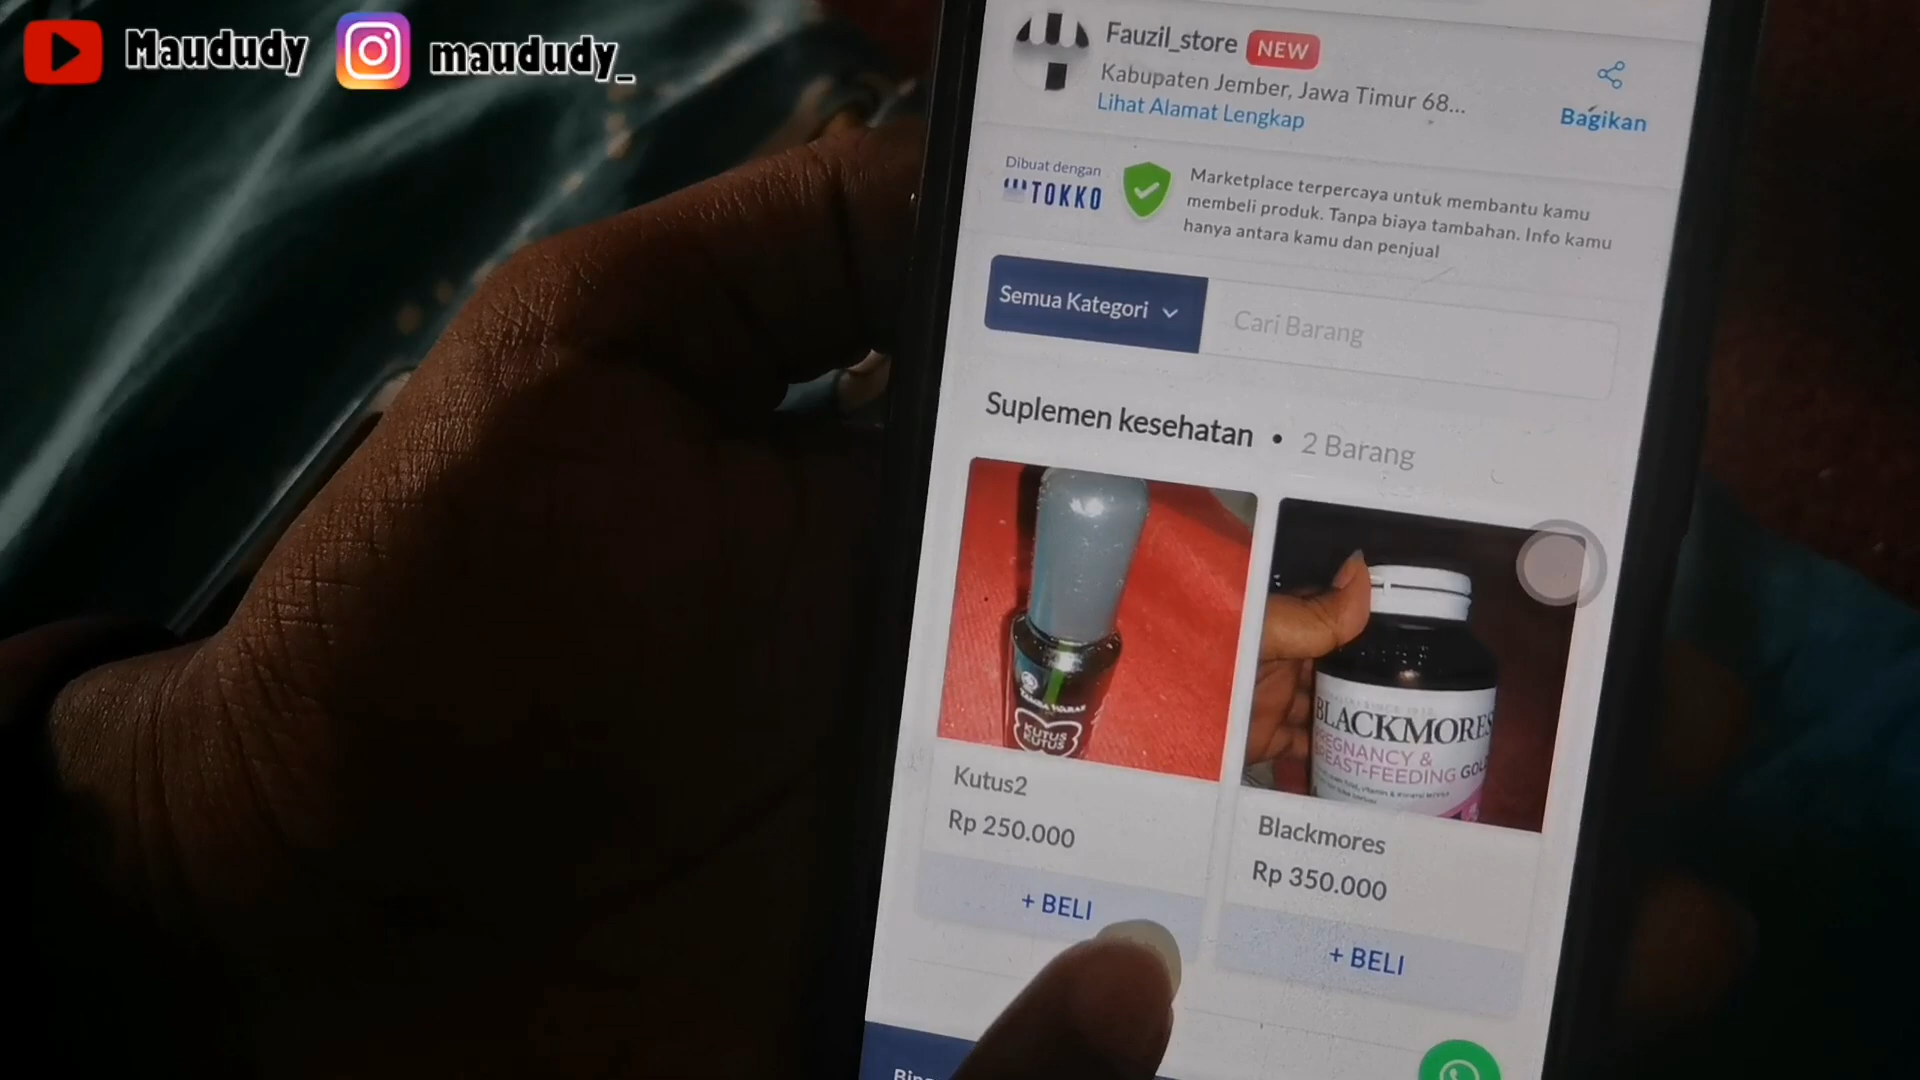 Maududy
maududy_
Fauzil_store NEW
Kabupaten Jember, Jawa Timur 68...
Lihat Alamat Lengkap
Bagikan
Dibuat dengan
TOKKO
Marketplace terpercaya untuk membantu kamu
membeli produk. Tanpa biaya tambahan. Info kamu
hanya antara kamu dan penjual
Semua Kategori
Cari Barang
Suplemen kesehatan • 2 Barang
KUTUS
KUTUS
BLACKMORES
PREGNANCY &
BREAST-FEEDING GOLD
Kutus2
Rp 250.000
+ BELI
Blackmores
Rp 350.000
+ BELI